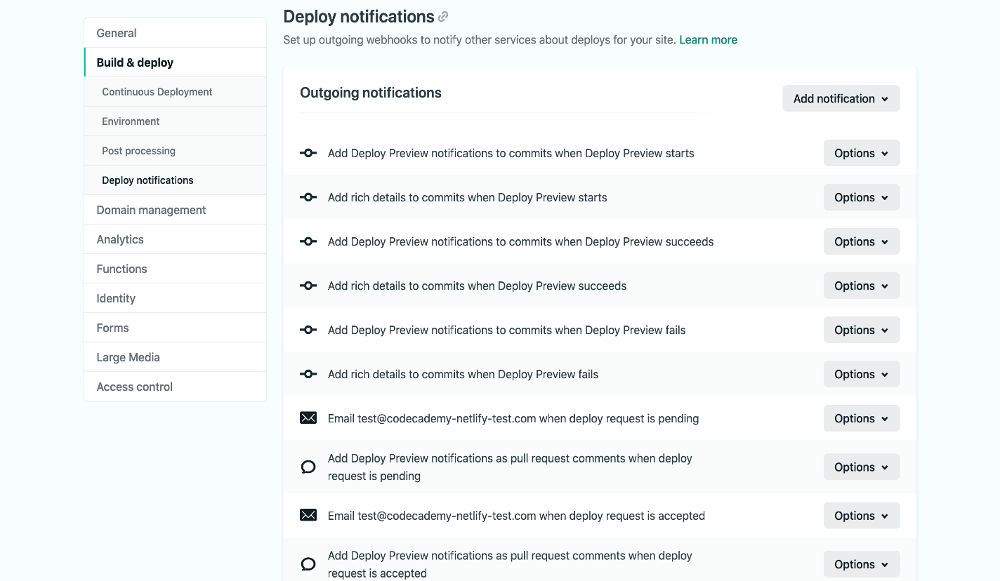 General
Build & deploy
Continuous Deployment
Environment
Post processing
Deploy notifications
Domain management
Analytics
Functions
Identity
Forms
Large Media
Access control
Deploy notifications
Set up outgoing webhooks to notify other services about deploys for your site. Learn more
Outgoing notifications
Add notification
Add Deploy Preview notifications to commits when Deploy Preview starts
Options
Add rich details to commits when Deploy Preview starts
Options
Add Deploy Preview notifications to commits when Deploy Preview succeeds
Options
Add rich details to commits when Deploy Preview succeeds
Options
Add Deploy Preview notifications to commits when Deploy Preview fails
Options
Add rich details to commits when Deploy Preview fails
Options
Email test@codecademy-netlify-test.com when deploy request is pending
Options
Add Deploy Preview notifications as pull request comments when deploy
request is pending
Options
Email test@codecademy-netlify-test.com when deploy request is accepted
Options
Add Deploy Preview notifications as pull request comments when deploy
request is accepted
Options